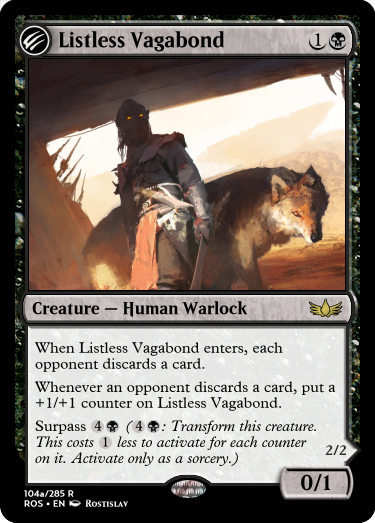 Listless Vagabond 1
Creature — Human Warlock
When Listless Vagabond enters, each
opponent discards a card.
Whenever an opponent discards a card, put a
+1/+1 counter on Listless Vagabond.
Surpass 4 ( 4 : Transform this creature.
This costs 1 less to activate for each counter
on it. Activate only as a sorcery.)
2/2
0/1
104a/285 R
ROS • EN Rostislav